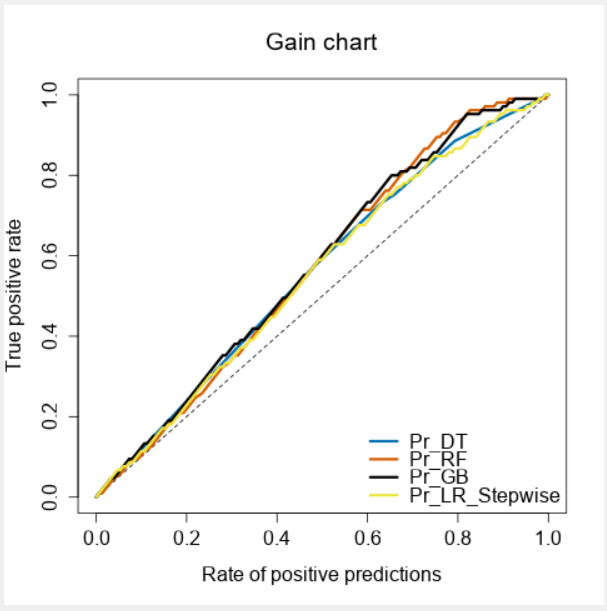 Gain chart
True positive rate
1.0
0.8
0.6
0.4
0.2
0.0
Pr_DT
Pr_RF
Pr_GB
Pr_LR_Stepwise
0.0 0.2 0.4 0.6 0.8 1.0
Rate of positive predictions